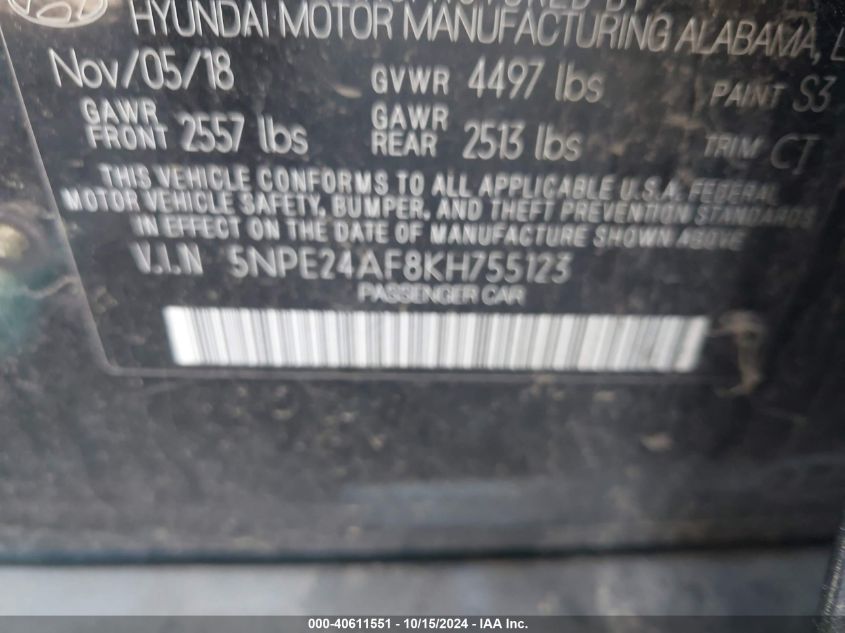 HYUNDAI MOTOR MANUFACTURING ALABAMA, L
Nov/05/18 GVWR 4497 lbs PAINT S3
GAWR FRONT 2557 lbs GAWR REAR 2513 lbs TRIM CT
THIS VEHICLE CONFORMS TO ALL APPLICABLE U.S.A. FEDERAL
MOTOR VEHICLE SAFETY, BUMPER, AND THEFT PREVENTION STANDARDS
IN EFFECT ON THE DATE OF MANUFACTURE SHOWN ABOVE.
V.I.N 5NPE24AF8KH755123
PASSENGER CAR
000-40611551 - 10/15/2024 - IAA Inc.